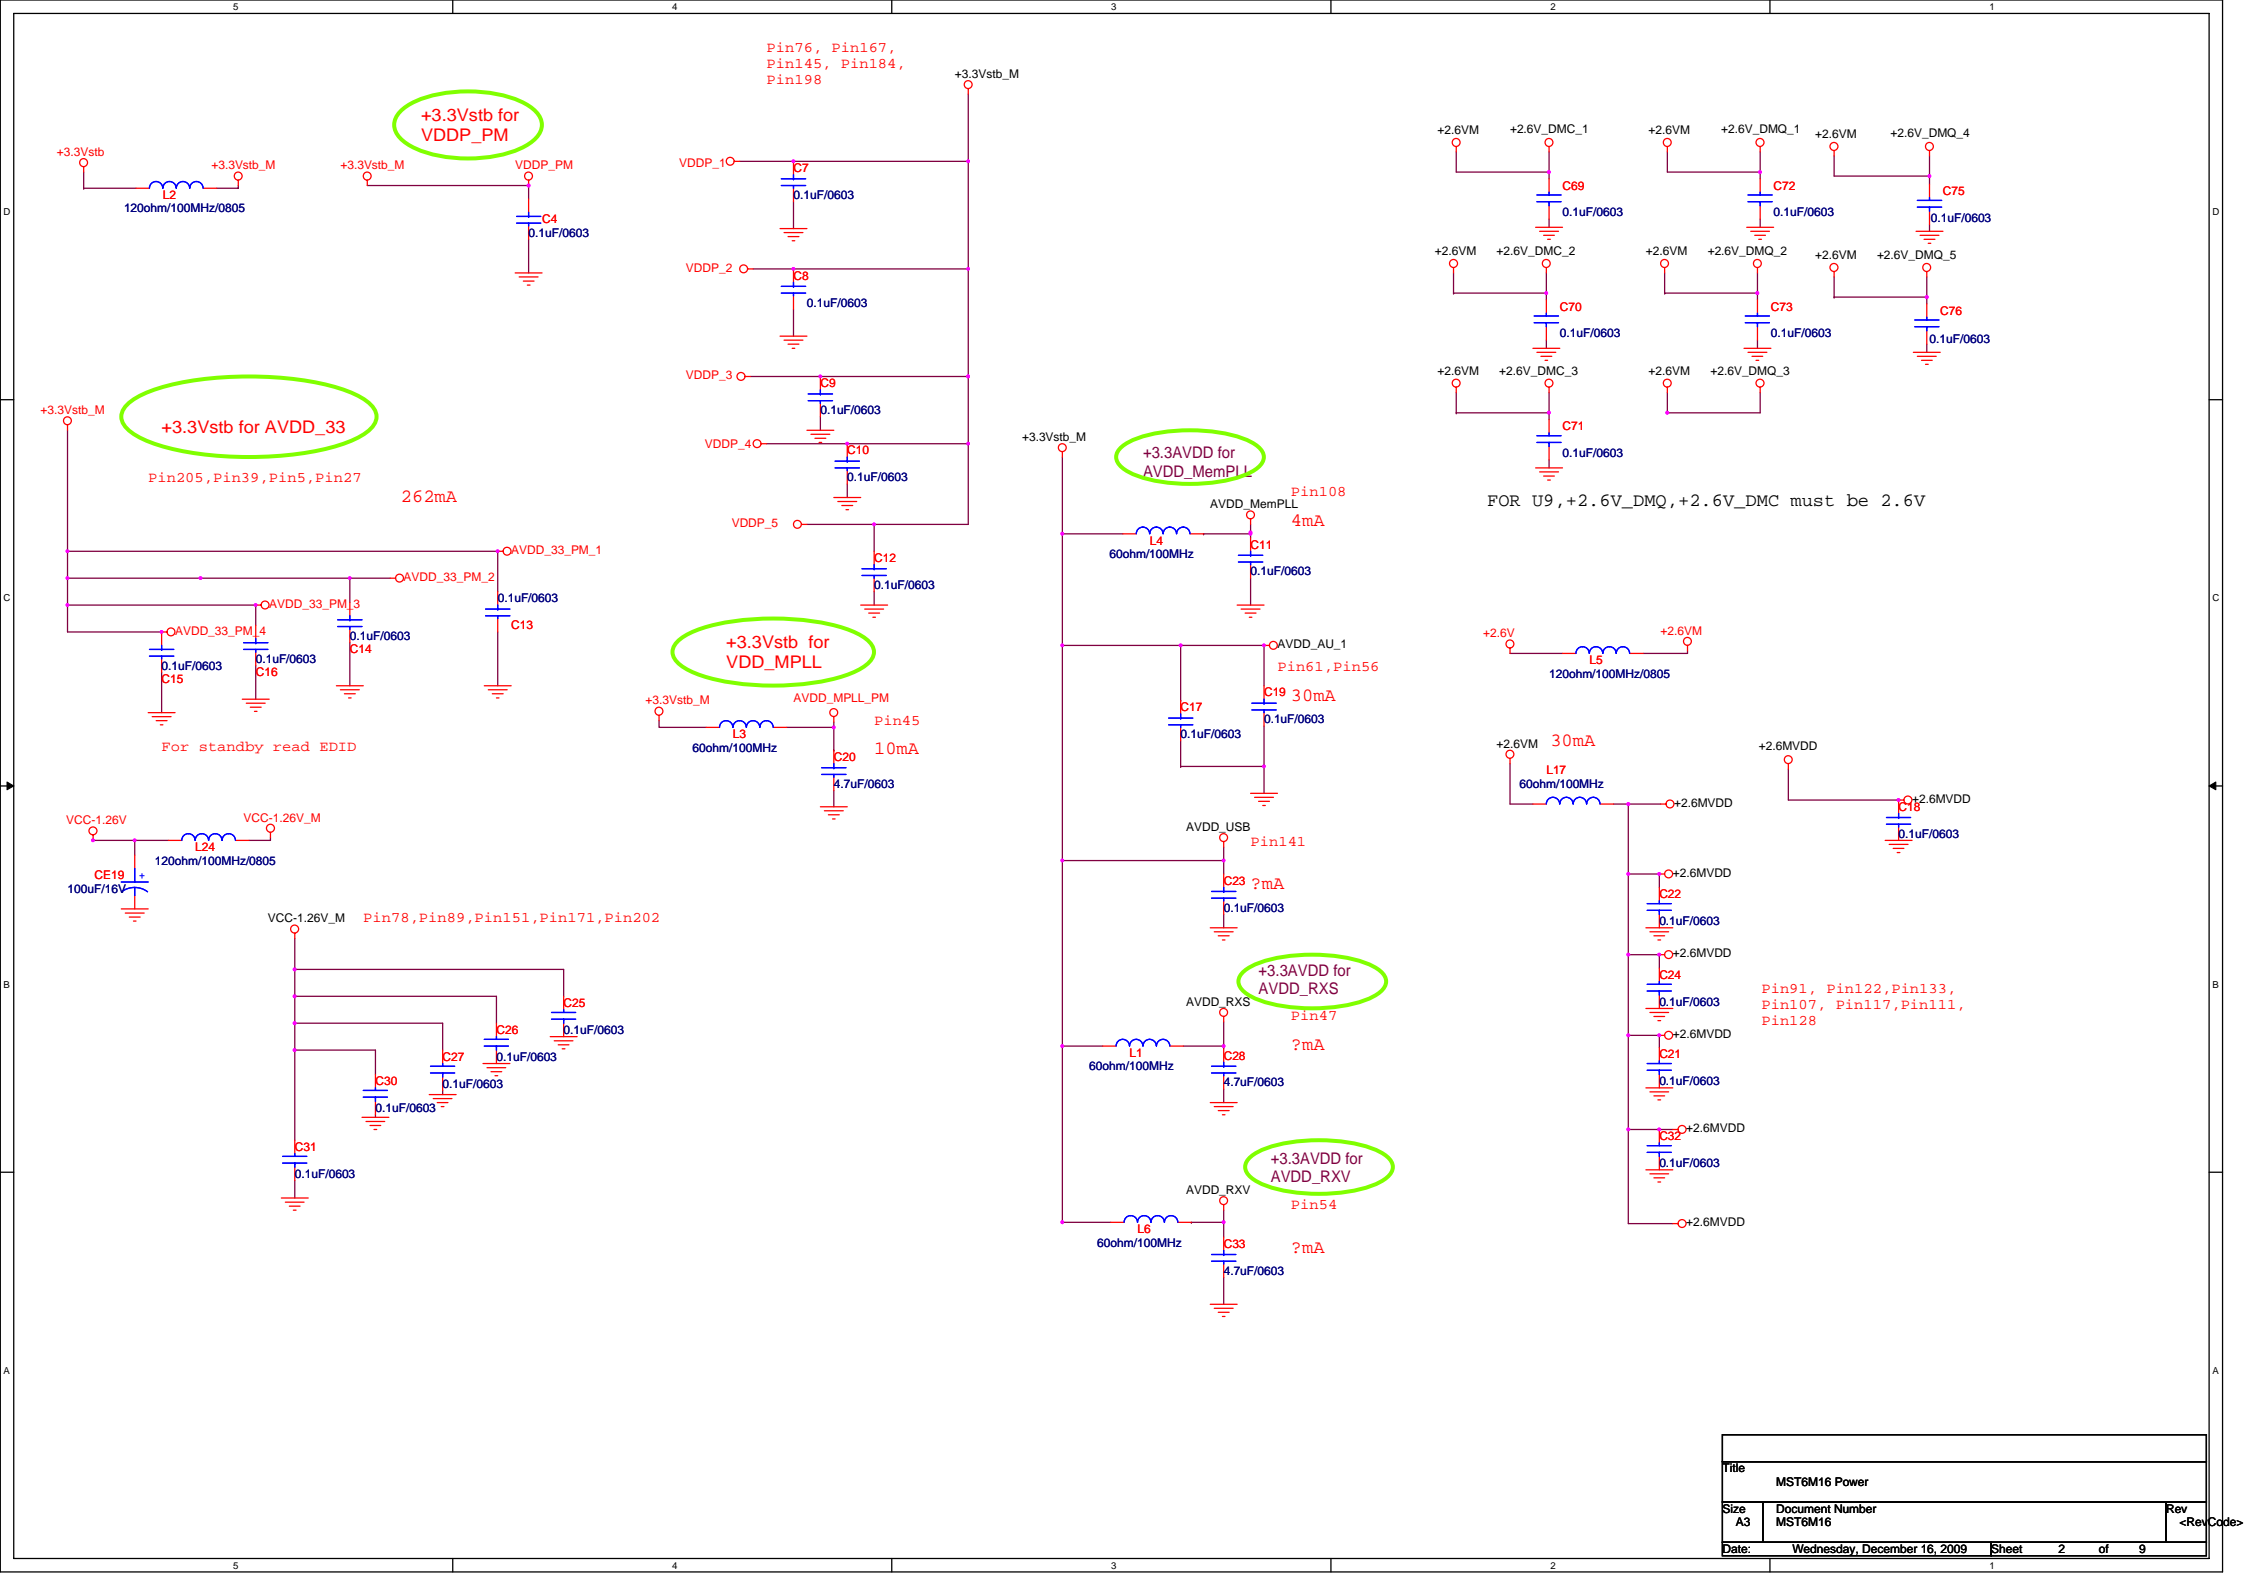 5
4
3
2
1
D
C
B
A
D
C
B
A
+3.3Vstb
+3.3Vstb_M
L2
120ohm/100MHz/0805
+3.3Vstb for
VDDP_PM
+3.3Vstb_M
VDDP_PM
C4
0.1uF/0603
Pin76, Pin167,
Pin145, Pin184,
Pin198
+3.3Vstb_M
VDDP_1
C7
0.1uF/0603
VDDP_2
C8
0.1uF/0603
VDDP_3
C9
0.1uF/0603
VDDP_4
C10
0.1uF/0603
VDDP_5
C12
0.1uF/0603
+2.6VM
+2.6V_DMC_1
C69
0.1uF/0603
+2.6VM
+2.6V_DMQ_1
C72
0.1uF/0603
+2.6VM
+2.6V_DMQ_4
C75
0.1uF/0603
+2.6VM
+2.6V_DMC_2
C70
0.1uF/0603
+2.6VM
+2.6V_DMQ_2
C73
0.1uF/0603
+2.6VM
+2.6V_DMQ_5
C76
0.1uF/0603
+2.6VM
+2.6V_DMC_3
C71
0.1uF/0603
+2.6VM
+2.6V_DMQ_3
FOR U9,+2.6V_DMQ,+2.6V_DMC must be 2.6V
+3.3Vstb_M
+3.3Vstb for AVDD_33
Pin205,Pin39,Pin5,Pin27
262mA
AVDD_33_PM_1
AVDD_33_PM_2
AVDD_33_PM_3
AVDD_33_PM_4
0.1uF/0603
C13
0.1uF/0603
C14
0.1uF/0603
C16
0.1uF/0603
C15
For standby read EDID
+3.3Vstb for
VDD_MPLL
+3.3Vstb_M
AVDD_MPLL_PM
L3
60ohm/100MHz
Pin45
10mA
C20
4.7uF/0603
+3.3Vstb_M
+3.3AVDD for
AVDD_MemPLL
Pin108
AVDD_MemPLL
4mA
L4
60ohm/100MHz
C11
0.1uF/0603
AVDD_AU_1
Pin61,Pin56
30mA
C19
0.1uF/0603
C17
0.1uF/0603
AVDD_USB
Pin141
C23
?mA
0.1uF/0603
+3.3AVDD for
AVDD_RXS
AVDD_RXS
Pin47
L1
60ohm/100MHz
?mA
C28
4.7uF/0603
+3.3AVDD for
AVDD_RXV
AVDD_RXV
Pin54
L6
60ohm/100MHz
?mA
C33
4.7uF/0603
+2.6V
+2.6VM
L5
120ohm/100MHz/0805
+2.6VM
30mA
L17
60ohm/100MHz
+2.6MVDD
+2.6MVDD
C22
0.1uF/0603
+2.6MVDD
C24
0.1uF/0603
+2.6MVDD
C21
0.1uF/0603
+2.6MVDD
C32
0.1uF/0603
+2.6MVDD
+2.6MVDD
+2.6MVDD
C18
0.1uF/0603
Pin91, Pin122,Pin133,
Pin107, Pin117,Pin111,
Pin128
VCC-1.26V
VCC-1.26V_M
L24
120ohm/100MHz/0805
CE19
+
100uF/16V
VCC-1.26V_M
Pin78,Pin89,Pin151,Pin171,Pin202
C25
0.1uF/0603
C26
0.1uF/0603
C27
0.1uF/0603
C30
0.1uF/0603
C31
0.1uF/0603
Title
MST6M16 Power
Size
A3
Document Number
MST6M16
Rev
<RevCode>
Date:
Wednesday, December 16, 2009
Sheet
2
of
9
5
4
3
2
1